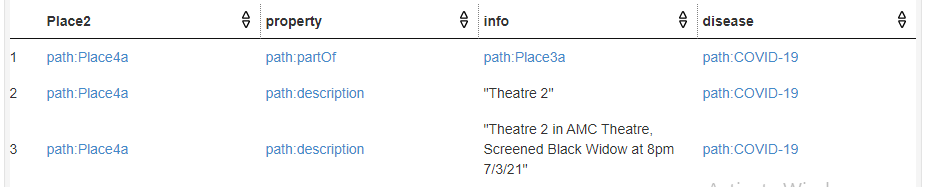 Place2 property info disease
1 path:Place4a path:partOf path:Place3a path:COVID-19
2 path:Place4a path:description "Theatre 2" path:COVID-19
"Theatre 2 in AMC Theatre,
3 path:Place4a path:description Screened Black Widow at 8pm path:COVID-19
7/3/21"